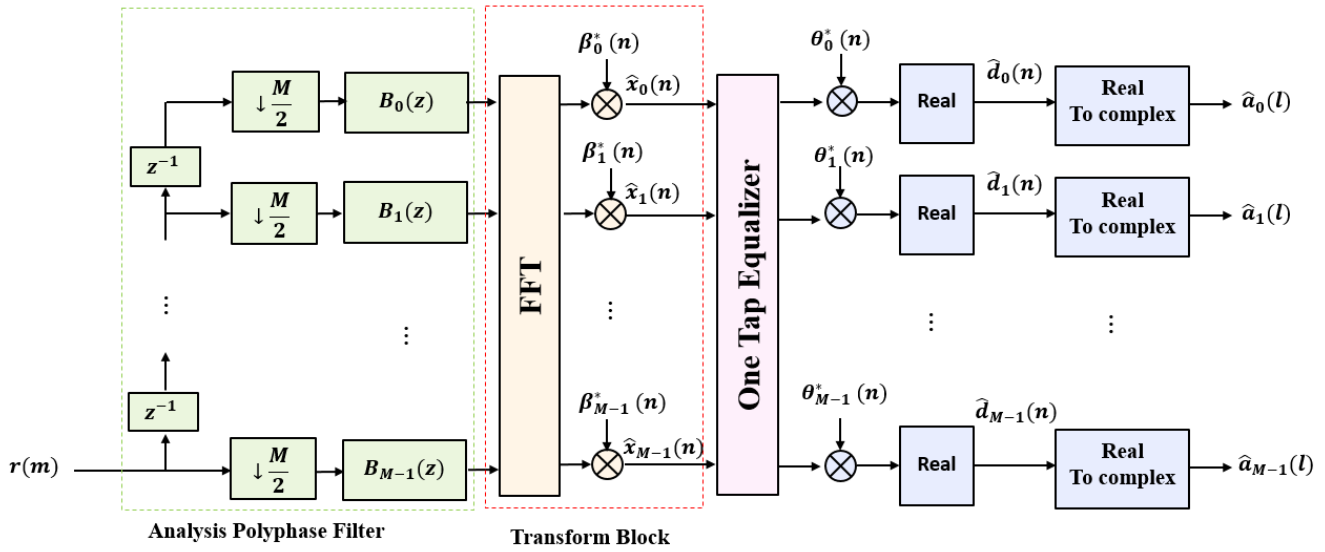 β*₀(n)
θ*₀(n)
↓ M/2
B₀(z)
x̂₀(n)
Real
d̂₀(n)
Real
To complex
â₀(l)
z⁻¹
β*₁(n)
θ*₁(n)
↓ M/2
B₁(z)
x̂₁(n)
Real
d̂₁(n)
Real
To complex
â₁(l)
⋮
⋮
FFT
⋮
One Tap Equalizer
⋮
⋮
z⁻¹
β*M−1(n)
θ*M−1(n)
r(m)
↓ M/2
BM−1(z)
x̂M−1(n)
Real
d̂M−1(n)
Real
To complex
âM−1(l)
Analysis Polyphase Filter
Transform Block